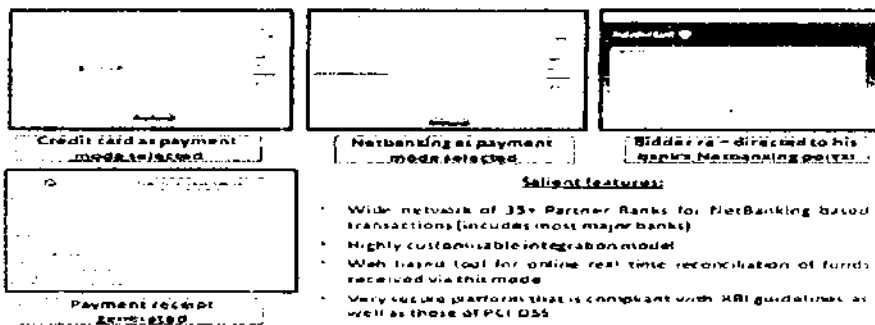 Credit card as payment
mode selected
Netbanking as payment
mode selected
Bidder re - directed to his
bank's Netbanking portal
Payment receipt
generated
Salient features:
• Wide network of 35+ Partner Banks for NetBanking based
transactions (includes most major banks)
• Highly customisable integration model
• Web based tool for online real time reconciliation of funds
received via this mode
• Very secure platform that is compliant with RBI guidelines as
well as those of PCI DSS